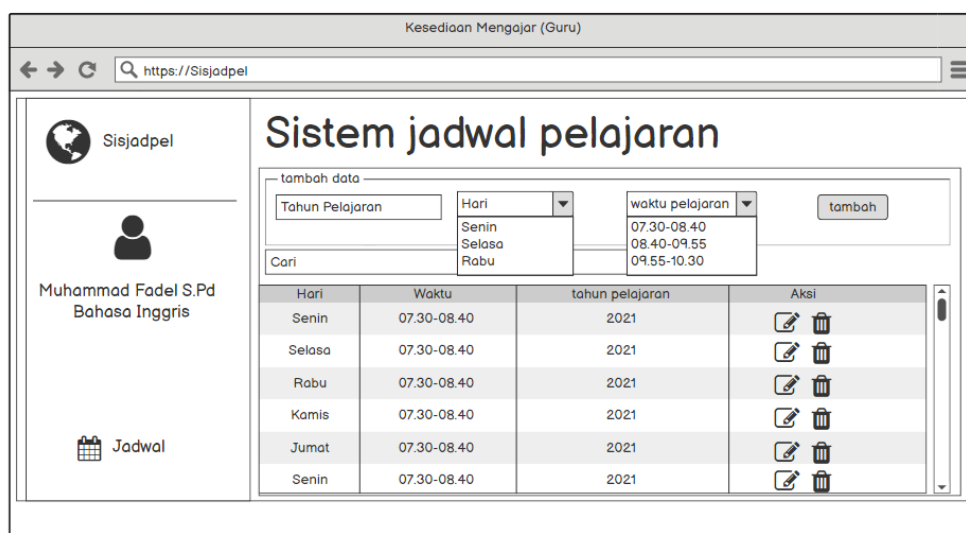 Kesediaan Mengajar (Guru)
https://Sisjadpel
Sisjadpel
Muhammad Fadel S.Pd
Bahasa Inggris
Jadwal
Sistem jadwal pelajaran
tambah data
Tahun Pelajaran
Hari
Senin
Selasa
Rabu
waktu pelajaran
07.30-08.40
08.40-09.55
09.55-10.30
tambah
Cari
Hari Waktu tahun pelajaran Aksi
Senin 07.30-08.40 2021
Selasa 07.30-08.40 2021
Rabu 07.30-08.40 2021
Kamis 07.30-08.40 2021
Jumat 07.30-08.40 2021
Senin 07.30-08.40 2021